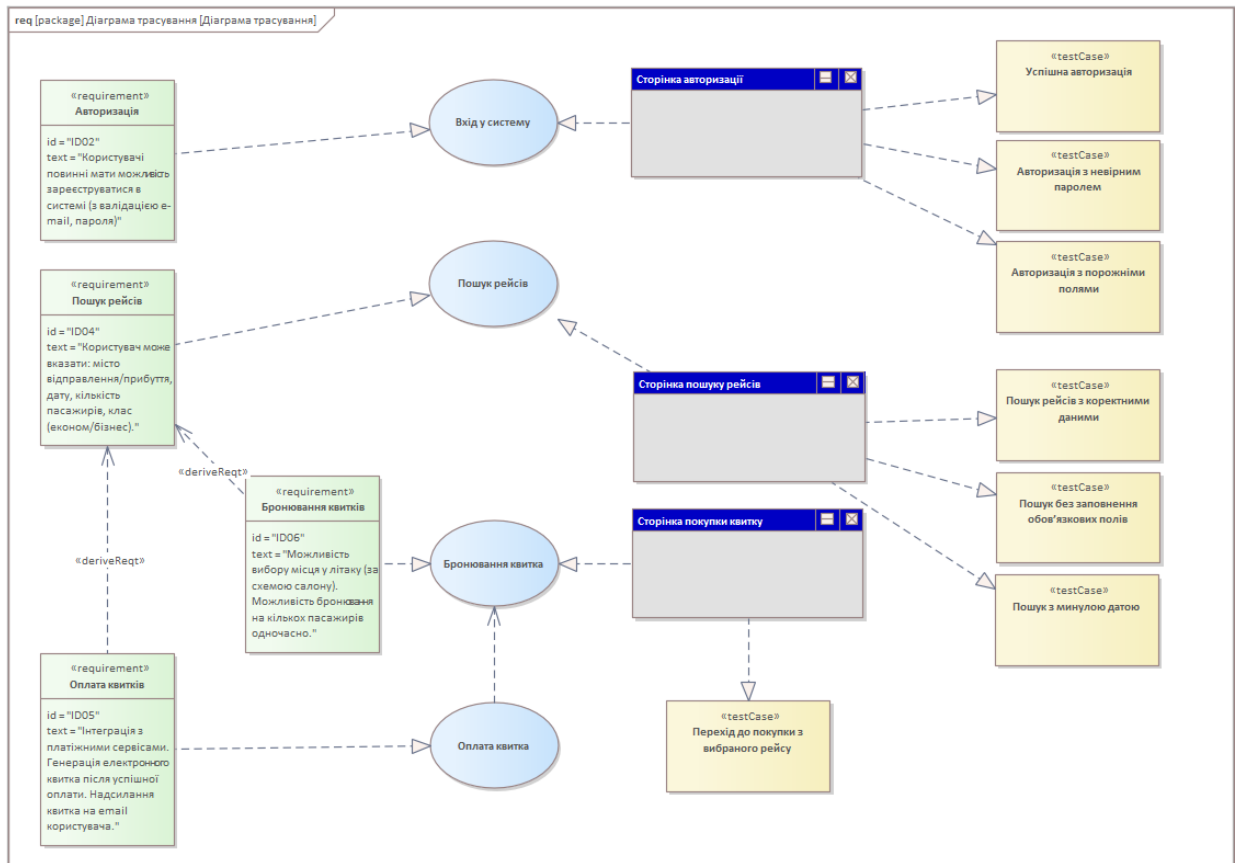 req [package] Діаграма трасування [Діаграма трасування]
«requirement»
Авторизація
id = "ID02"
text = "Користувачі
повинні мати можливість
зареєструватися в
системі (з валідацією e-
mail, пароля)"
Вхід у систему
Сторінка авторизації
«testCase»
Успішна авторизація
«testCase»
Авторизація з невірним
паролем
«testCase»
Авторизація з порожніми
полями
«requirement»
Пошук рейсів
id = "ID04"
text = "Користувач може
вказати: місто
відправлення/прибуття,
дату, кількість
пасажирів, клас
(економ/бізнес)."
Пошук рейсів
Сторінка пошуку рейсів
«testCase»
Пошук рейсів з коректними
даними
«testCase»
Пошук без заповнення
обов'язкових полів
«testCase»
Пошук з минулою датою
«deriveReqt»
«deriveReqt»
«requirement»
Бронювання квитків
id = "ID06"
text = "Можливість
вибору місця у літаку (за
схемою салону).
Можливість бронювання
на кількох пасажирів
одночасно."
Бронювання квитка
Сторінка покупки квитку
«requirement»
Оплата квитків
id = "ID05"
text = "Інтеграція з
платіжними сервісами.
Генерація електронного
квитка після успішної
оплати. Надсилання
квитка на email
користувача."
Оплата квитка
«testCase»
Перехід до покупки з
вибраного рейсу